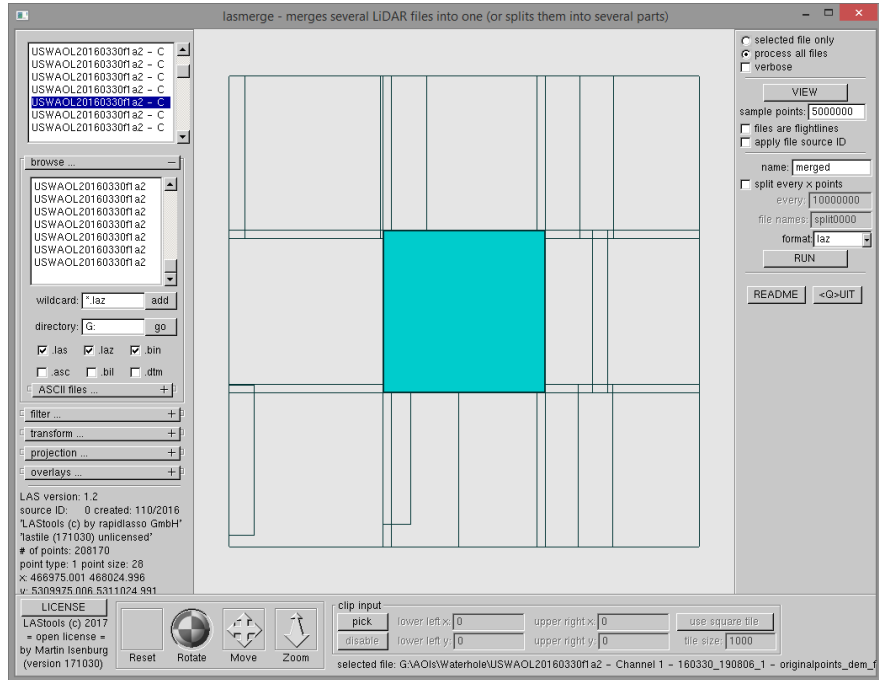 lasmerge - merges several LiDAR files into one (or splits them into several parts)
USWAOL20160330f1a2 - C
USWAOL20160330f1a2 - C
USWAOL20160330f1a2 - C
USWAOL20160330f1a2 - C
USWAOL20160330f1a2 - C
USWAOL20160330f1a2 - C
USWAOL20160330f1a2 - C
browse ...
USWAOL20160330f1a2
USWAOL20160330f1a2
USWAOL20160330f1a2
USWAOL20160330f1a2
USWAOL20160330f1a2
USWAOL20160330f1a2
USWAOL20160330f1a2
wildcard: *.laz add
directory: G: go
.las .laz .bin
.asc .bil .dtm
ASCII files ... +
filter ... +
transform ... +
projection ... +
overlays ... +
LAS version: 1.2
source ID: 0 created: 110/2016
'LAStools (c) by rapidlasso GmbH'
'lastile (171030) unlicensed'
# of points: 208170
point type: 1 point size: 28
x: 466975.001 468024.996
y: 5309975.006 5311024.991
selected file only
process all files
verbose
VIEW
sample points: 5000000
files are flightlines
apply file source ID
name: merged
split every x points
every: 10000000
file names: split0000
format: laz
RUN
README <Q>UIT
LICENSE
LAStools (c) 2017
= open license =
by Martin Isenburg
(version 171030)
Reset Rotate Move Zoom
clip input
pick lower left x: 0 upper right x: 0 use square tile
disable lower left y: 0 upper right y: 0 tile size: 1000
selected file: G:\AOIs\Waterhole\USWAOL20160330f1a2 - Channel 1 - 160330_190806_1 - originalpoints_dem_f